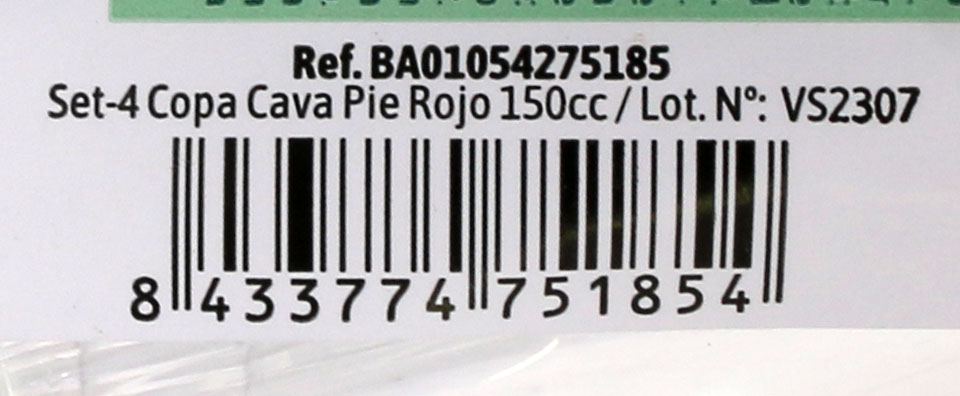 Ref. BA01054275185
Set-4 Copa Cava Pie Rojo 150cc / Lot. Nº: VS2307
8 433774 751854